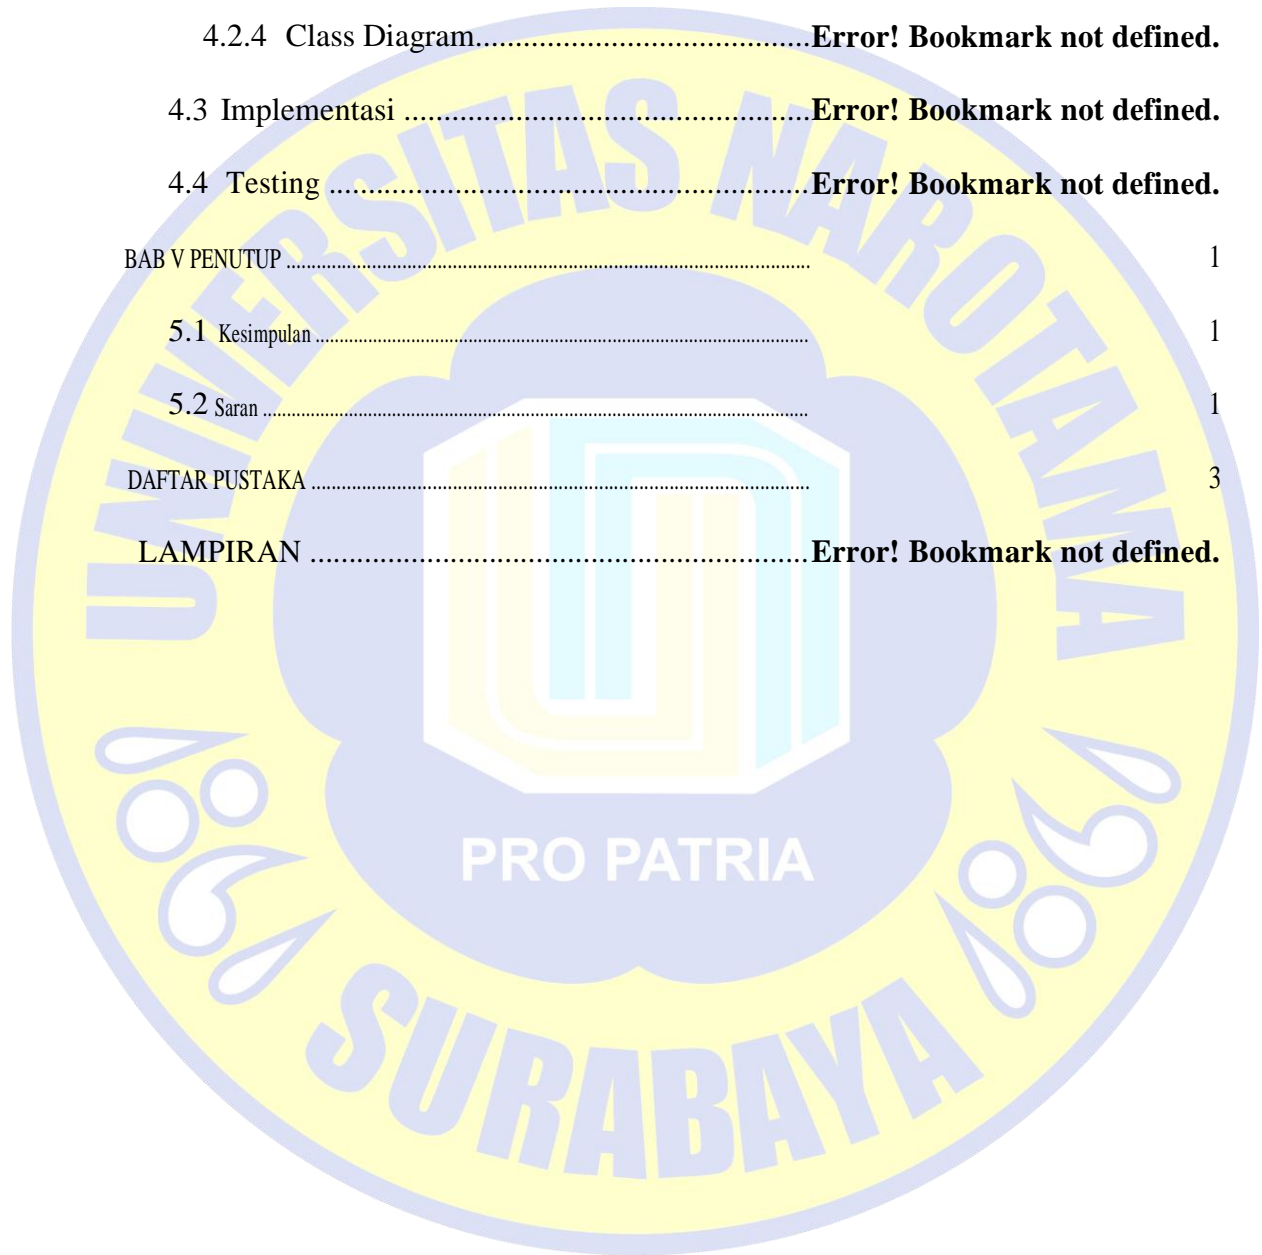 4.2.4 Class Diagram...........................................Error! Bookmark not defined.
4.3 Implementasi ....................................................Error! Bookmark not defined.
4.4 Testing .............................................................Error! Bookmark not defined.
BAB V PENUTUP ............................................................................................................. 1
5.1 Kesimpulan ...................................................................................................... 1
5.2 Saran ................................................................................................................. 1
DAFTAR PUSTAKA ........................................................................................................ 3
LAMPIRAN ...............................................................Error! Bookmark not defined.
UNIVERSITAS NAROTAMA
PRO PATRIA
SURABAYA